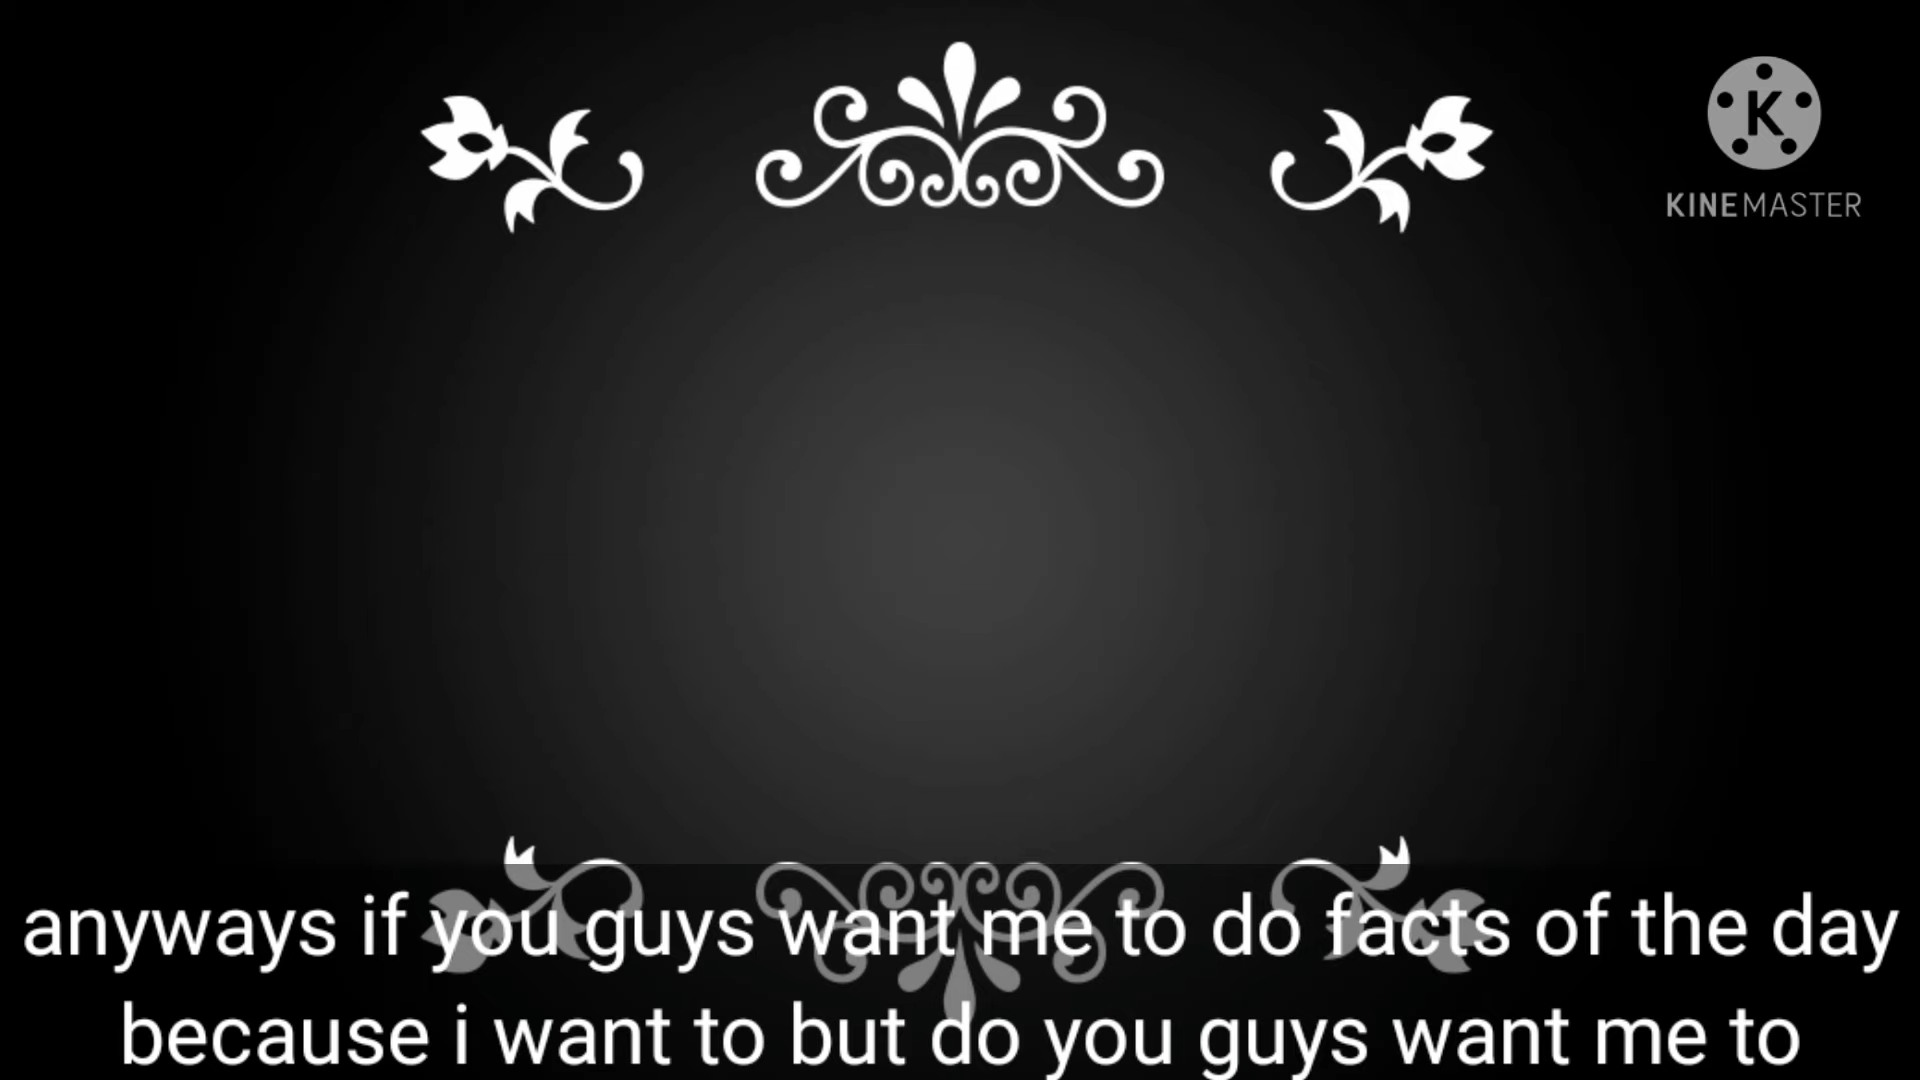 K
KINEMASTER
anyways if you guys want me to do facts of the day
because i want to but do you guys want me to